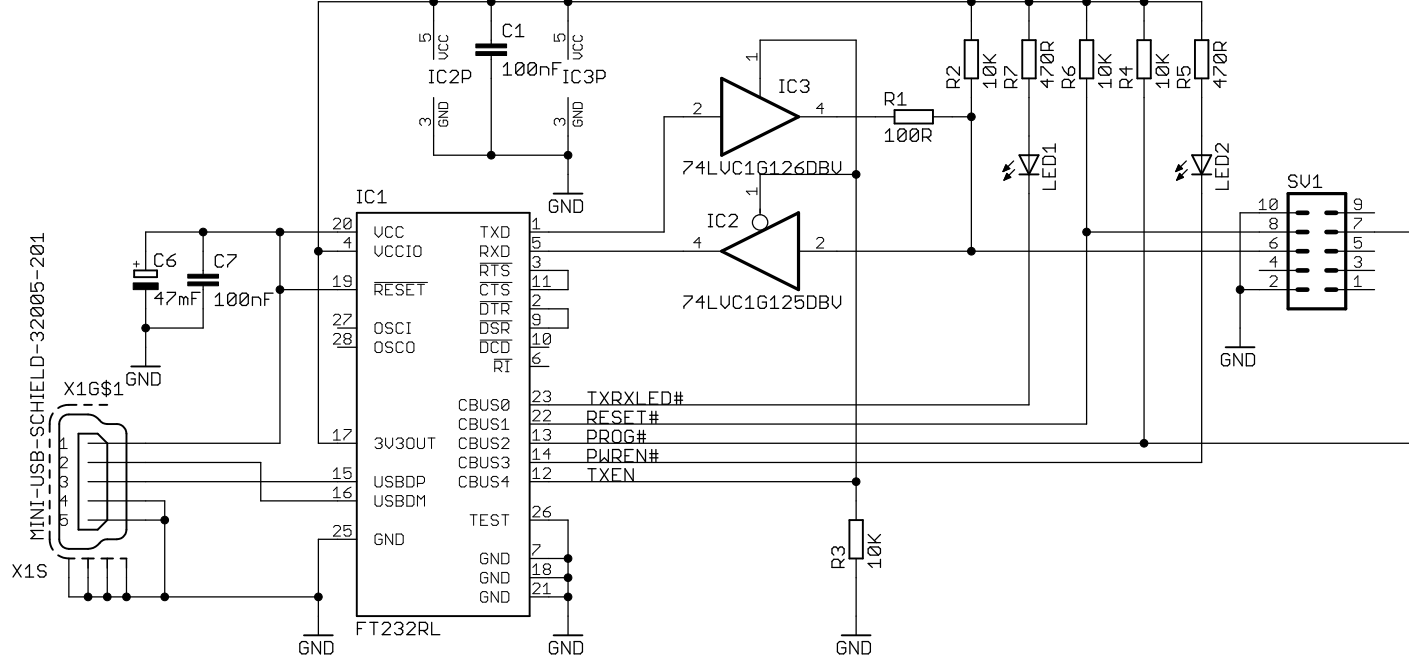 5
VCC
IC2P
3
GND
C1
100nF
5
VCC
IC3P
3
GND
GND
1
IC3
2
4
74LVC1G126DBV
R1
100R
R2
10K
R7
470R
R6
10K
R4
10K
R5
470R
LED1
LED2
1
IC2
4
2
74LVC1G125DBV
SV1
10
9
8
7
6
5
4
3
2
1
GND
IC1
20 VCC
4 VCCIO
19 RESET
27 OSCI
28 OSCO
17 3V3OUT
15 USBDP
16 USBDM
25 GND
TXD 1
RXD 5
RTS 3
CTS 11
DTR 2
DSR 9
DCD 10
RI 6
CBUS0 23 TXRXLED#
CBUS1 22 RESET#
CBUS2 13 PROG#
CBUS3 14 PWREN#
CBUS4 12 TXEN
TEST 26
GND 7
GND 18
GND 21
FT232RL
+
C6
47mF
C7
100nF
GND
MINI-USB-SCHIELD-32005-201
X1G$1
1
2
3
4
5
X1S
GND
GND
R3
10K
GND